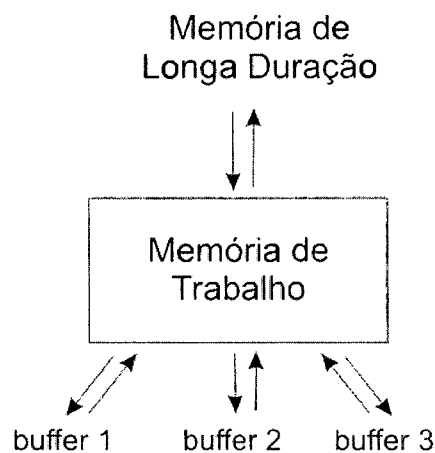 Memória de
Longa Duração
Memória de
Trabalho
buffer 1 buffer 2 buffer 3